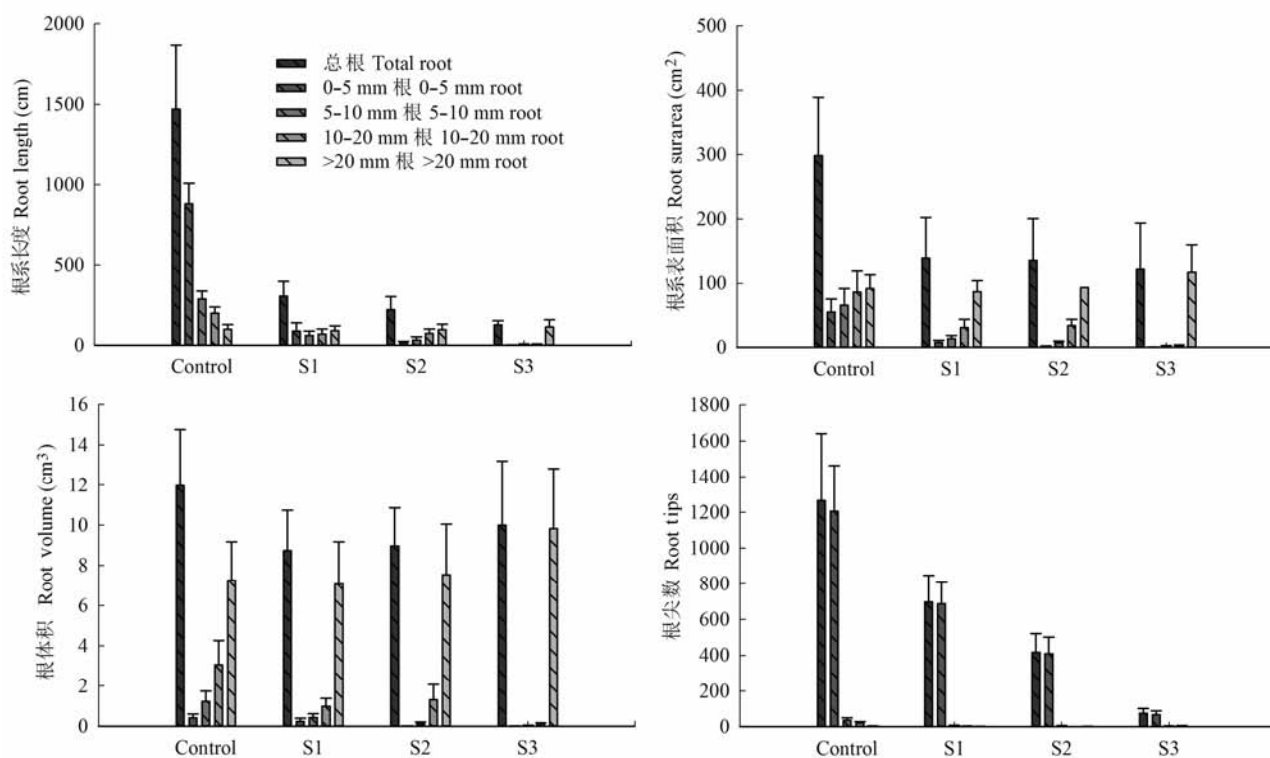 根系长度 Root length (cm)
2000
1500
1000
500
0
总根 Total root
0-5 mm 根 0-5 mm root
5-10 mm 根 5-10 mm root
10-20 mm 根 10-20 mm root
>20 mm 根 >20 mm root
Control S1 S2 S3
根系表面积 Root surarea (cm²)
500
400
300
200
100
0
Control S1 S2 S3
根体积 Root volume (cm³)
16
14
12
10
8
6
4
2
0
Control S1 S2 S3
根尖数 Root tips
1800
1600
1400
1200
1000
800
600
400
200
0
Control S1 S2 S3